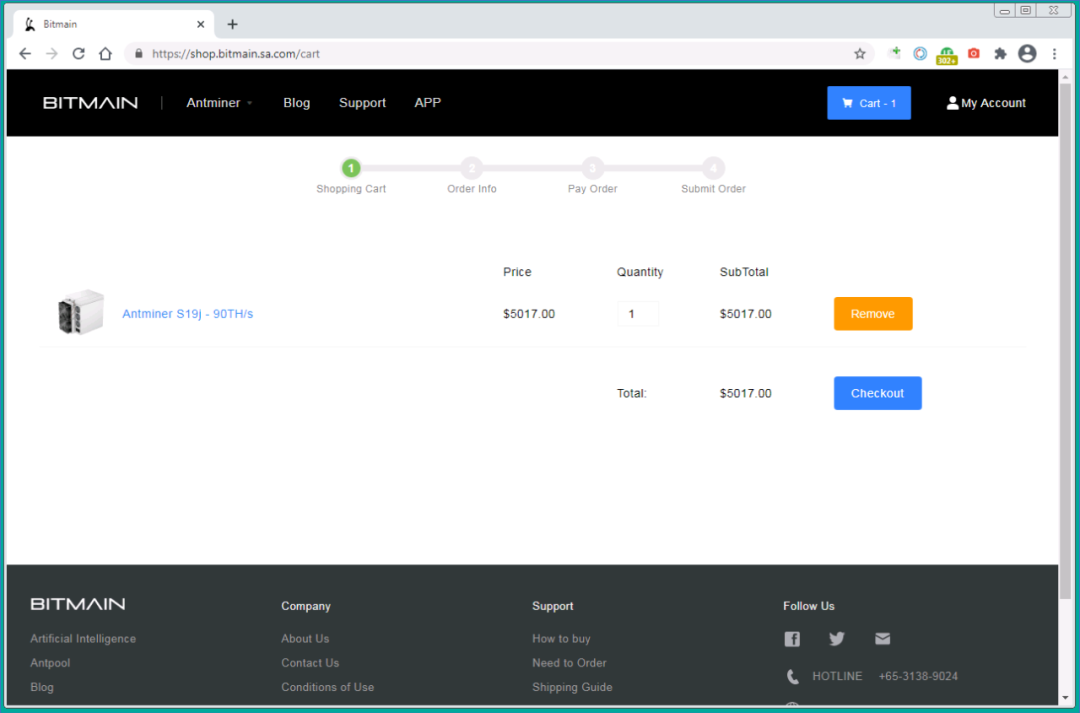 Bitmain
https://shop.bitmain.sa.com/cart
302+
BITMAIN | Antminer Blog Support APP Cart - 1 My Account
1 2 3 4
Shopping Cart Order Info Pay Order Submit Order
Price Quantity SubTotal
Antminer S19j - 90TH/s $5017.00 1 $5017.00 Remove
Total: $5017.00 Checkout
BITMAIN Company Support Follow Us
Artificial Intelligence About Us How to buy
Antpool Contact Us Need to Order
HOTLINE +65-3138-9024
Blog Conditions of Use Shipping Guide